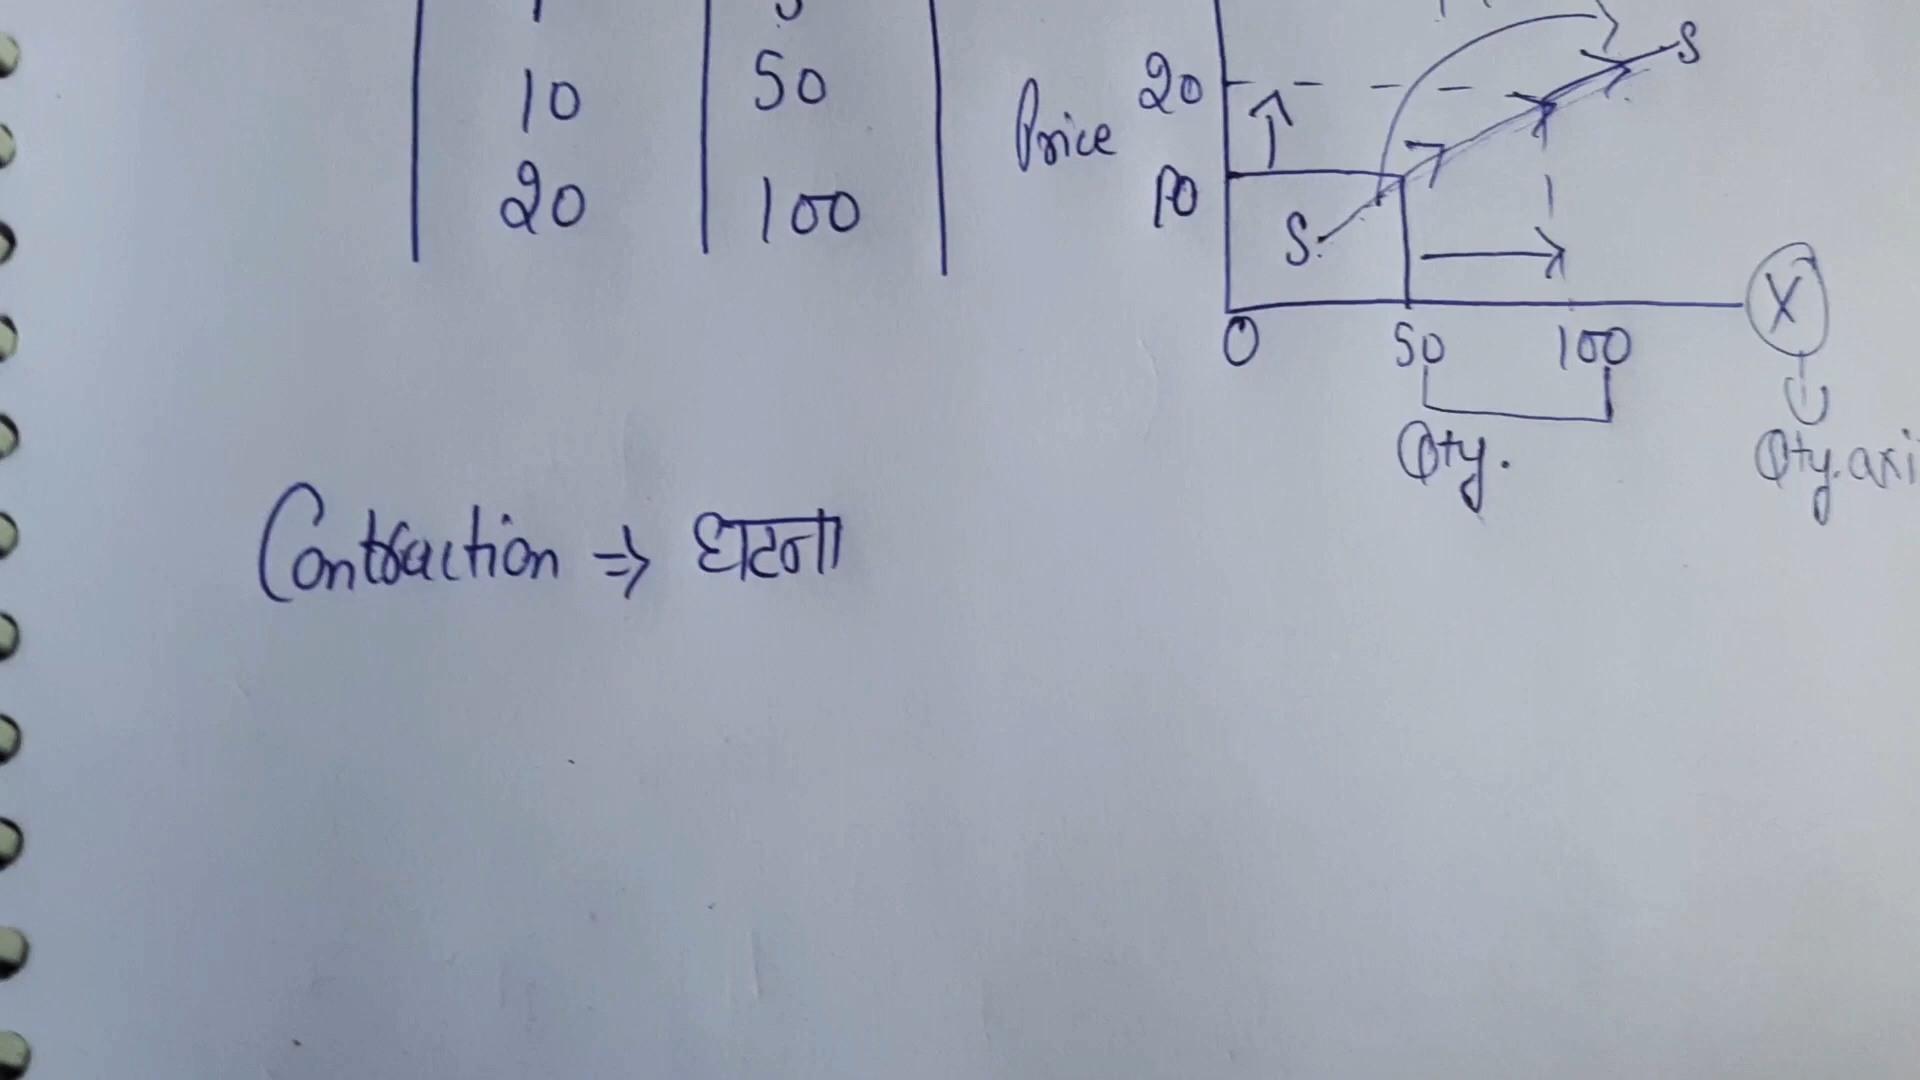 10 50
20 100
20
Price
10
S
S
0 50 100
X
Qty.
Qty. axi
Contraction ⇒ घटना